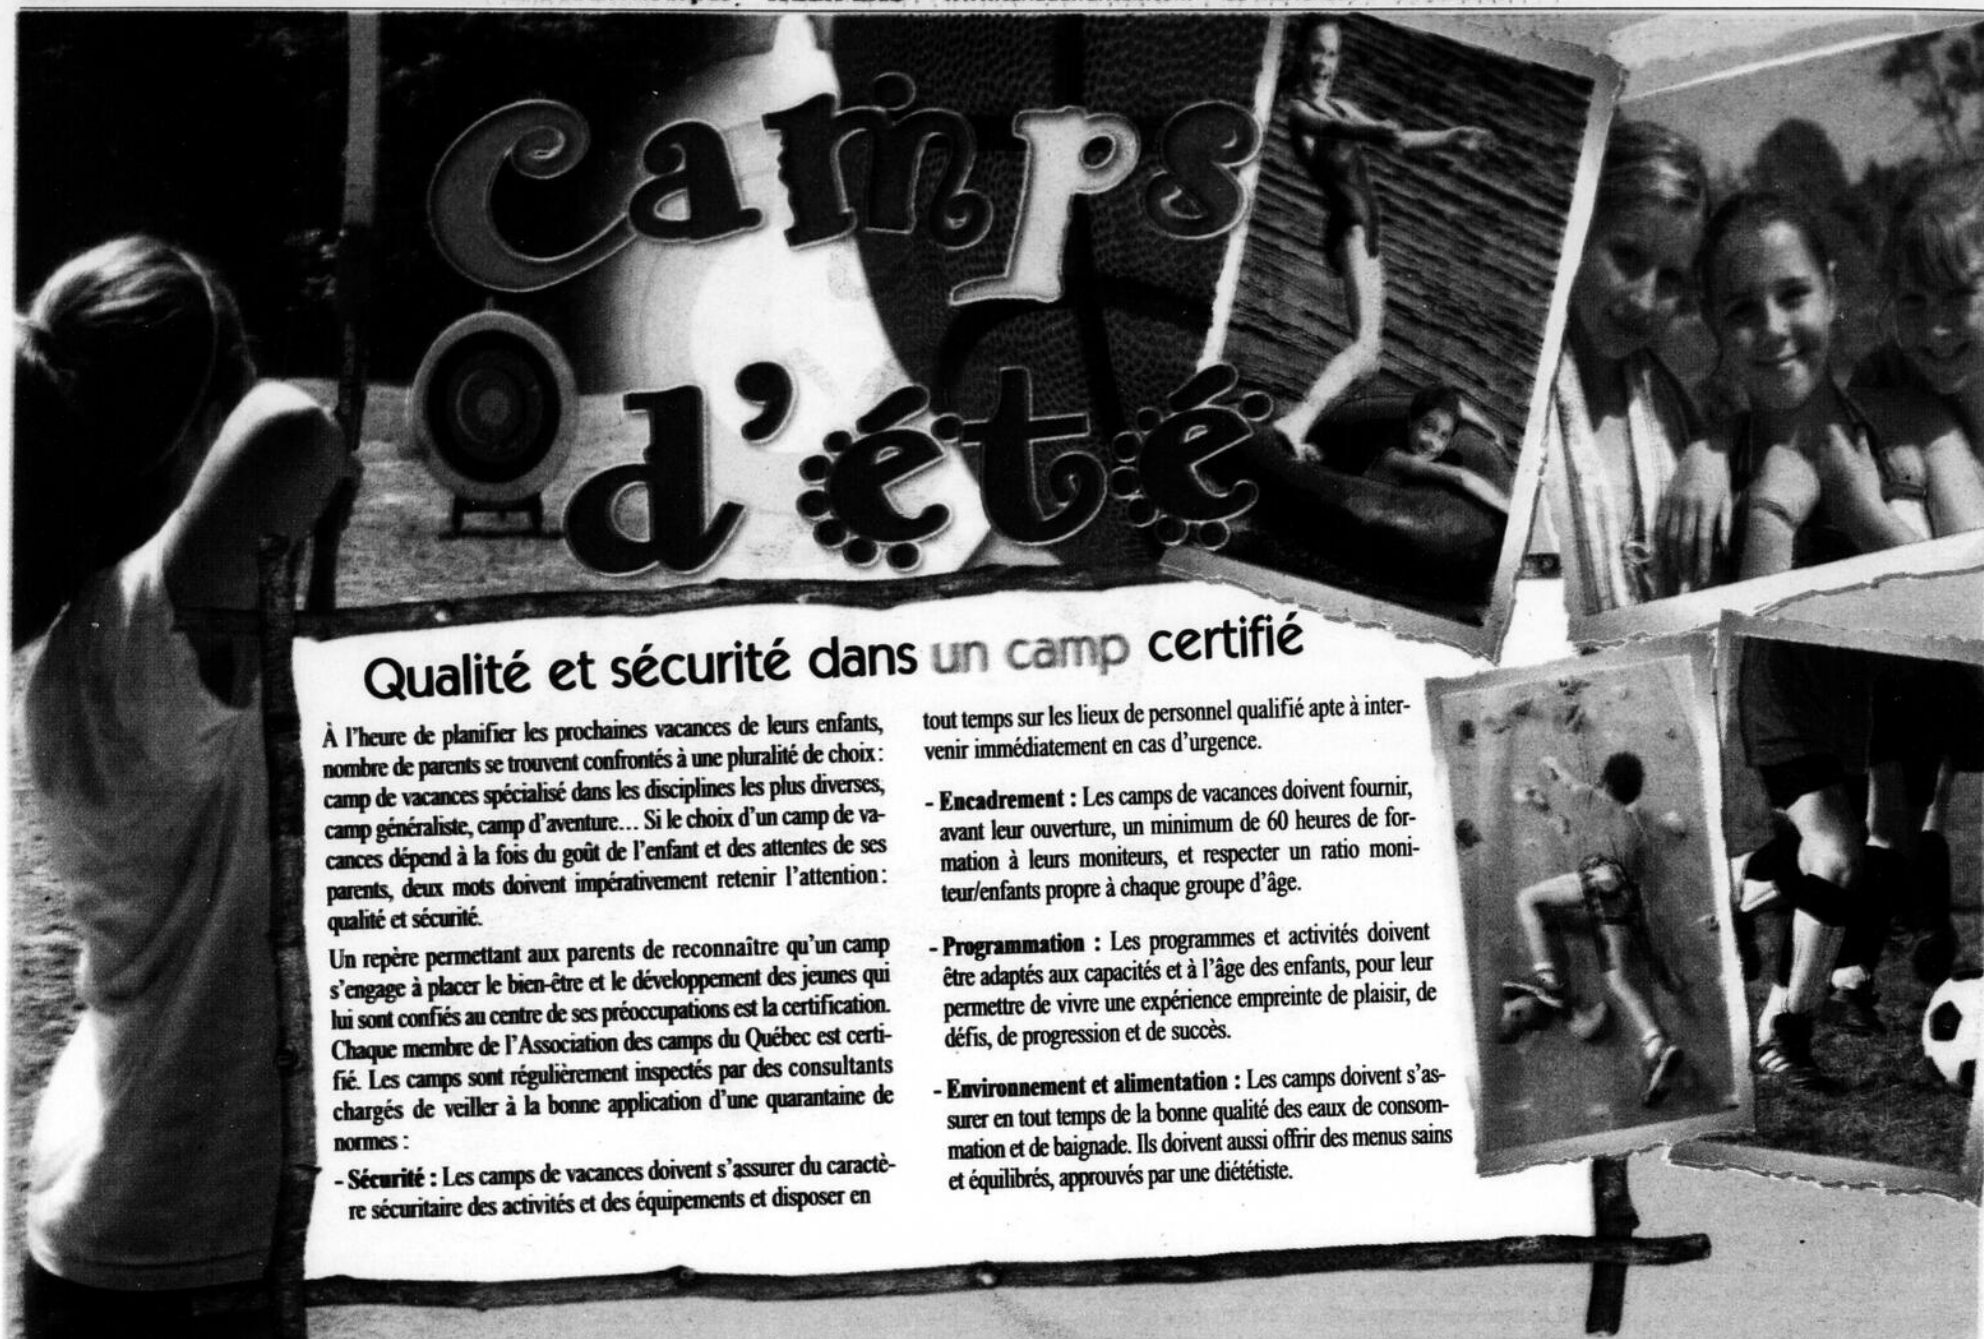 Camps
d'été
Qualité et sécurité dans un camp certifié
À l'heure de planifier les prochaines vacances de leurs enfants,
nombre de parents se trouvent confrontés à une pluralité de choix :
camp de vacances spécialisé dans les disciplines les plus diverses,
camp généraliste, camp d'aventure... Si le choix d'un camp de va-
cances dépend à la fois du goût de l'enfant et des attentes de ses
parents, deux mots doivent impérativement retenir l'attention :
qualité et sécurité.
Un repère permettant aux parents de reconnaître qu'un camp
s'engage à placer le bien-être et le développement des jeunes qui
lui sont confiés au centre de ses préoccupations est la certification.
Chaque membre de l'Association des camps du Québec est certi-
fié. Les camps sont régulièrement inspectés par des consultants
chargés de veiller à la bonne application d'une quarantaine de
normes :
- Sécurité : Les camps de vacances doivent s'assurer du caractè-
re sécuritaire des activités et des équipements et disposer en
tout temps sur les lieux de personnel qualifié apte à inter-
venir immédiatement en cas d'urgence.
- Encadrement : Les camps de vacances doivent fournir,
avant leur ouverture, un minimum de 60 heures de for-
mation à leurs moniteurs, et respecter un ratio moni-
teur/enfants propre à chaque groupe d'âge.
- Programmation : Les programmes et activités doivent
être adaptés aux capacités et à l'âge des enfants, pour leur
permettre de vivre une expérience empreinte de plaisir, de
défis, de progression et de succès.
- Environnement et alimentation : Les camps doivent s'as-
surer en tout temps de la bonne qualité des eaux de consom-
mation et de baignade. Ils doivent aussi offrir des menus sains
et équilibrés, approuvés par une diététiste.